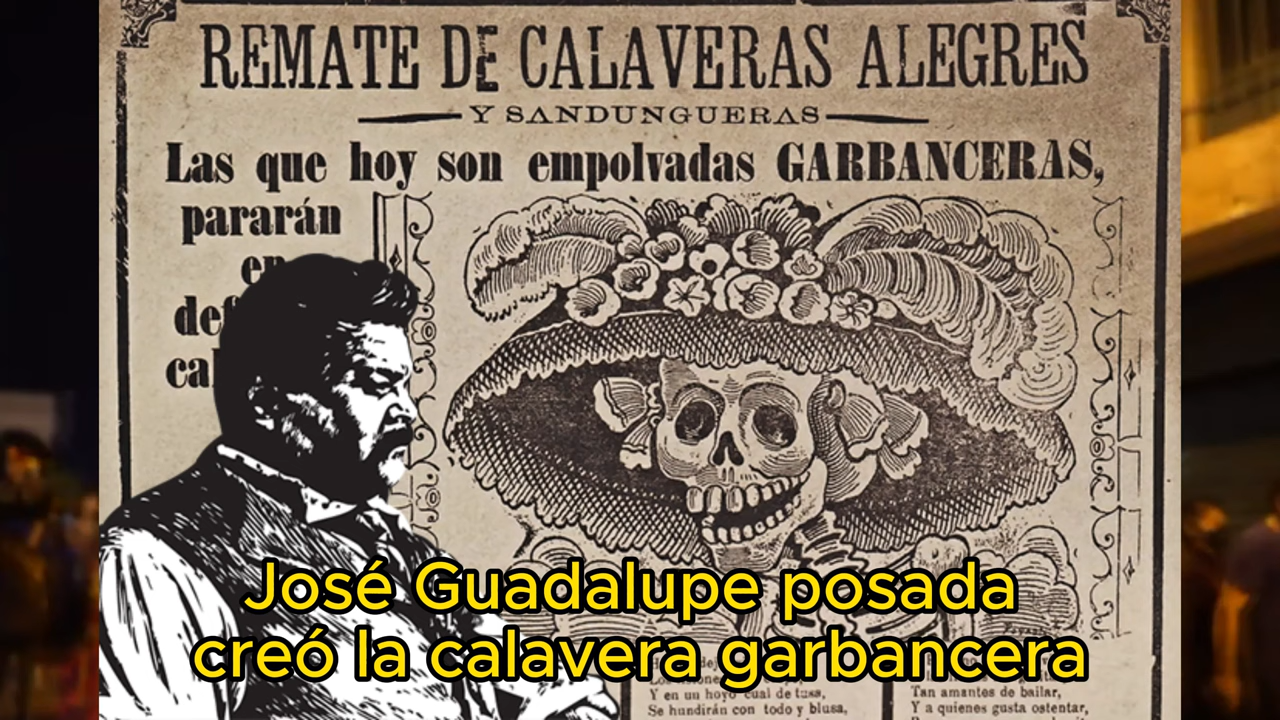 REMATE DE CALAVERAS ALEGRES
Y SANDUNGUERAS
Las que hoy son empolvadas GARBANCERAS,
pararán
José Guadalupe posada
creó la calavera garbancera
Y en un hoyo cual de tusa,
Se hundirán con todo y blusa,
Tan amantes de bailar,
Y a quienes gusta ostentar,